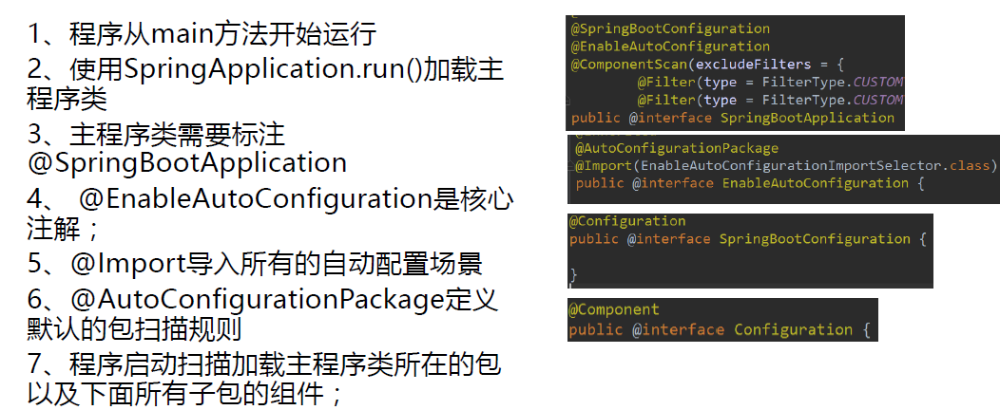 1、程序从main方法开始运行
2、使用SpringApplication.run()加载主
程序类
3、主程序类需要标注
@SpringBootApplication
4、 @EnableAutoConfiguration是核心
注解；
5、@Import导入所有的自动配置场景
6、@AutoConfigurationPackage定义
默认的包扫描规则
7、程序启动扫描加载主程序类所在的包
以及下面所有子包的组件；
@SpringBootConfiguration
@EnableAutoConfiguration
@ComponentScan(excludeFilters = {
@Filter(type = FilterType.CUSTOM
@Filter(type = FilterType.CUSTOM
public @interface SpringBootApplication
@AutoConfigurationPackage
@Import(EnableAutoConfigurationImportSelector.class)
public @interface EnableAutoConfiguration {
@Configuration
public @interface SpringBootConfiguration {
}
@Component
public @interface Configuration {